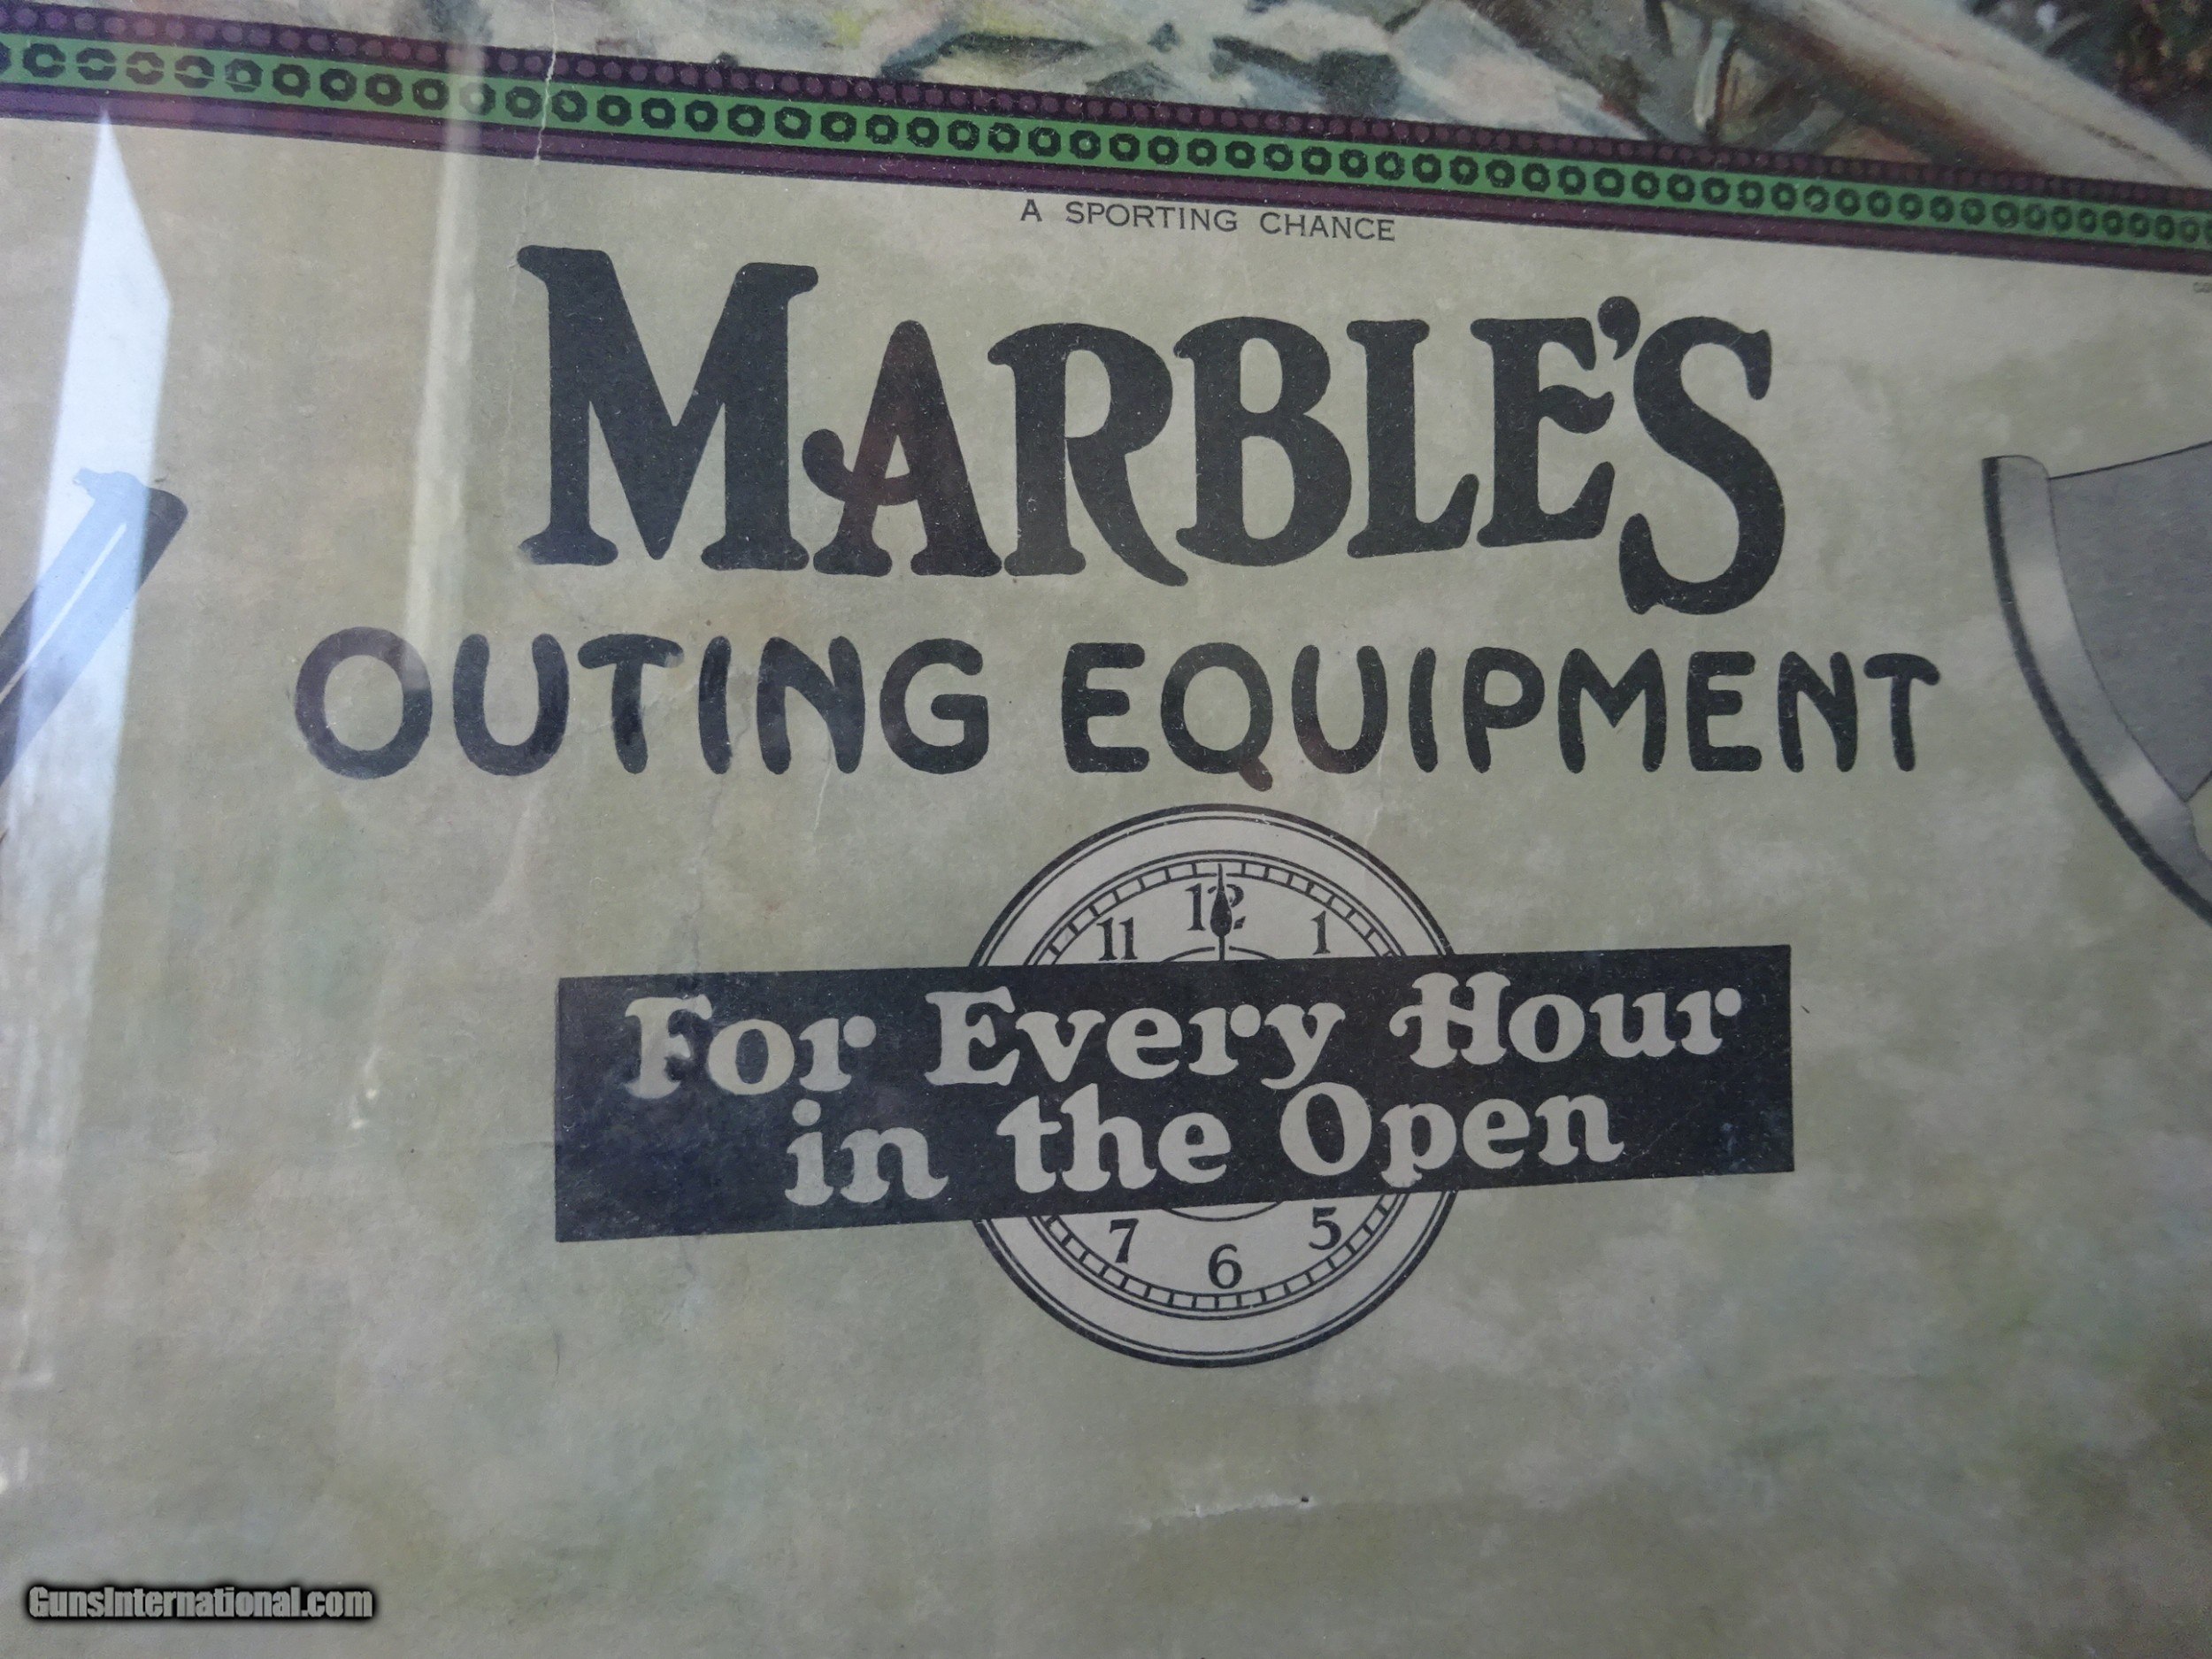 A SPORTING CHANCE
MARBLE'S
OUTING EQUIPMENT
11 12 1
For Every Hour
in the Open
7 6 5
GunsInternational.com